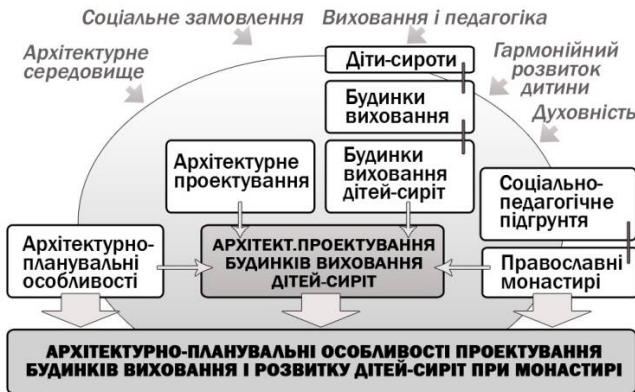 Соціальне замовлення
Виховання і педагогіка
Архітектурне
середовище
Гармонійний
розвиток
дитини
Духовність
Діти-сироти
Будинки
виховання
Архітектурне
проектування
Будинки
виховання
дітей-сиріт
Соціально-
педагогічне
підгрунтя
Архітектурно-
планувальні
особливості
АРХІТЕКТ.ПРОЕКТУВАННЯ
БУДИНКІВ ВИХОВАННЯ
ДІТЕЙ-СИРІТ
Православні
монастирі
АРХІТЕКТУРНО-ПЛАНУВАЛЬНІ ОСОБЛИВОСТІ ПРОЕКТУВАННЯ
БУДИНКІВ ВИХОВАННЯ І РОЗВИТКУ ДІТЕЙ-СИРІТ ПРИ МОНАСТИРІ